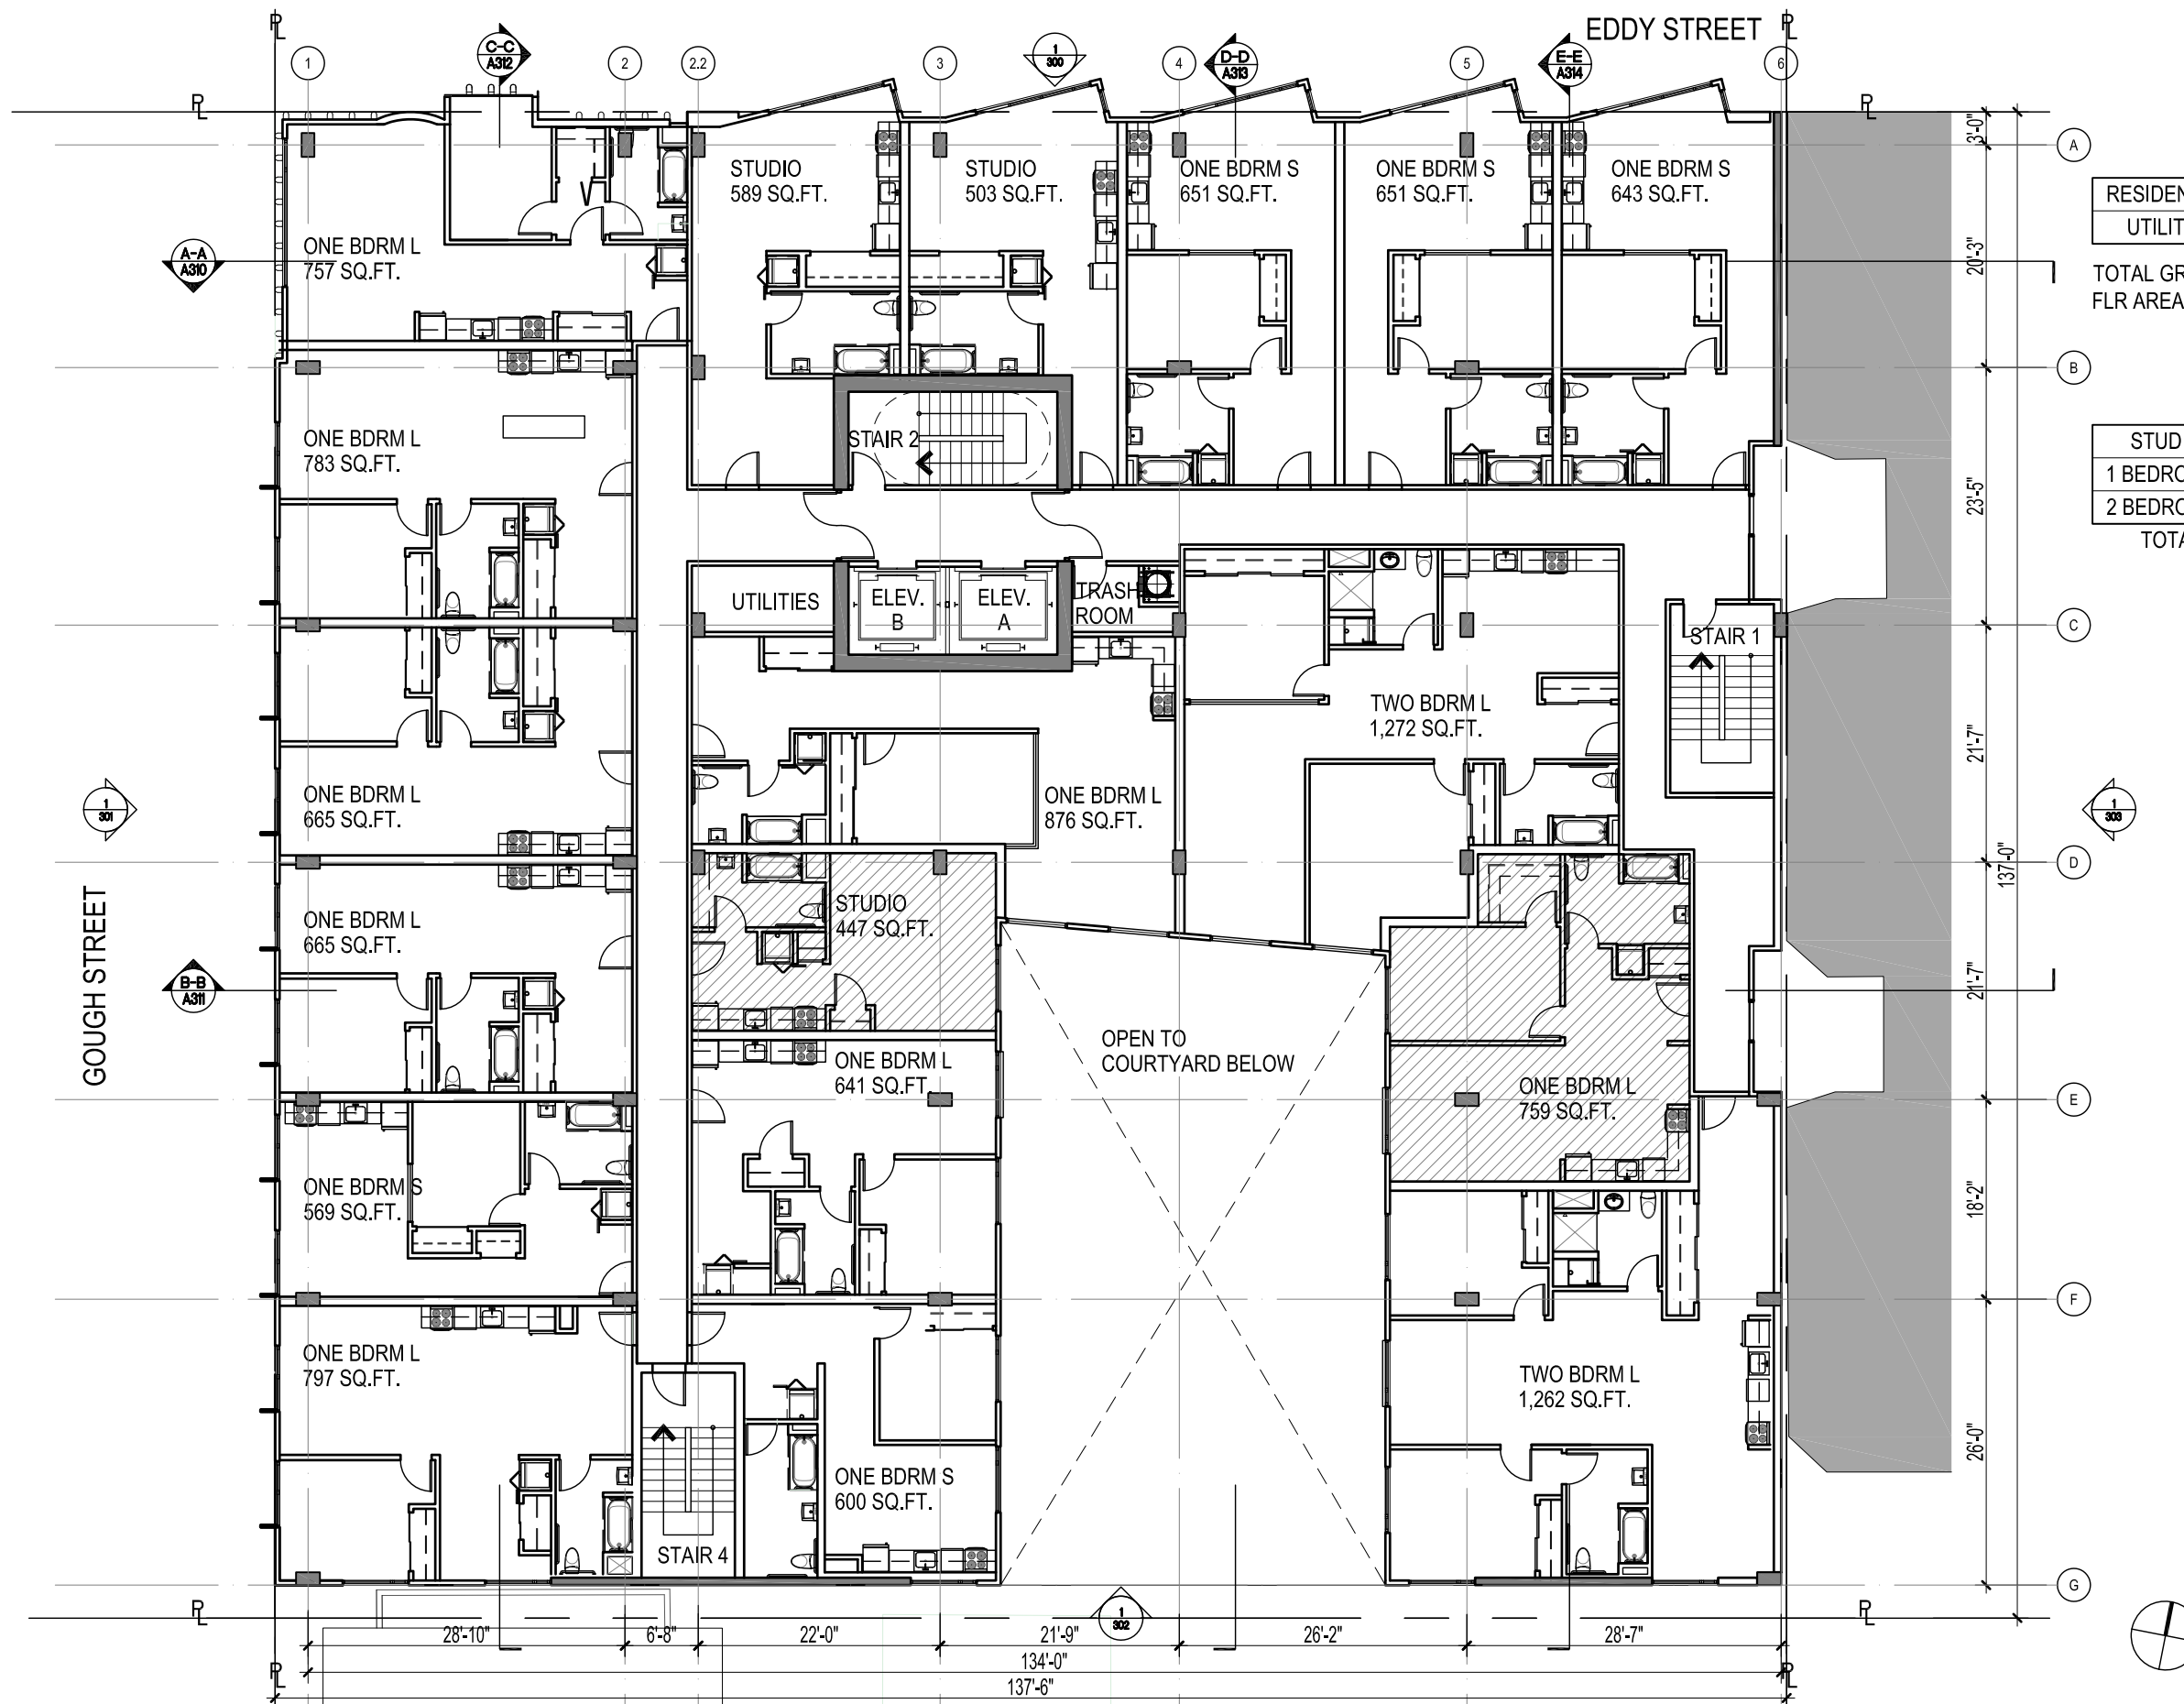 EDDY STREET
PL
PL
C-C
A312
1
300
D-D
A313
E-E
A314
1
2
2.2
3
4
5
6
PL
PL
3'-0"
A
STUDIO
589 SQ.FT.
STUDIO
503 SQ.FT.
ONE BDRM S
651 SQ.FT.
ONE BDRM S
651 SQ.FT.
ONE BDRM S
643 SQ.FT.
RESIDEN
UTILIT
ONE BDRM L
757 SQ.FT.
A-A
A310
20'-3"
TOTAL GR
FLR AREA
B
ONE BDRM L
783 SQ.FT.
STAIR 2
STUD
1 BEDRO
2 BEDRO
TOTA
23'-5"
UTILITIES
ELEV.
B
ELEV.
A
TRASH
ROOM
C
STAIR 1
TWO BDRM L
1,272 SQ.FT.
21'-7"
ONE BDRM L
665 SQ.FT.
ONE BDRM L
876 SQ.FT.
1
301
1
303
D
137'-0"
GOUGH STREET
ONE BDRM L
665 SQ.FT.
STUDIO
447 SQ.FT.
B-B
A311
21'-7"
OPEN TO
COURTYARD BELOW
ONE BDRM L
641 SQ.FT.
ONE BDRM L
759 SQ.FT.
E
ONE BDRM S
569 SQ.FT.
18'-2"
F
ONE BDRM L
797 SQ.FT.
TWO BDRM L
1,262 SQ.FT.
26'-0"
ONE BDRM S
600 SQ.FT.
STAIR 4
G
PL
1
302
PL
28'-10"
6'-8"
22'-0"
21'-9"
26'-2"
28'-7"
134'-0"
PL
PL
137'-6"